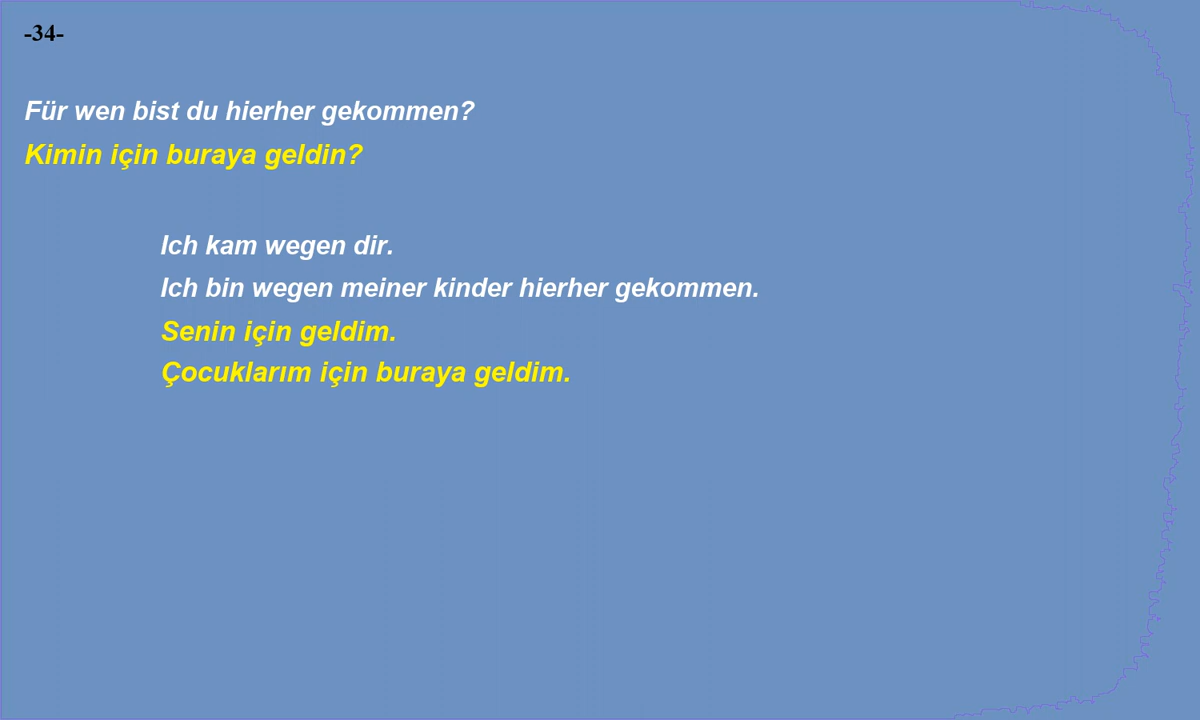 -34-
Für wen bist du hierher gekommen?
Kimin için buraya geldin?
Ich kam wegen dir.
Ich bin wegen meiner kinder hierher gekommen.
Senin için geldim.
Çocuklarım için buraya geldim.